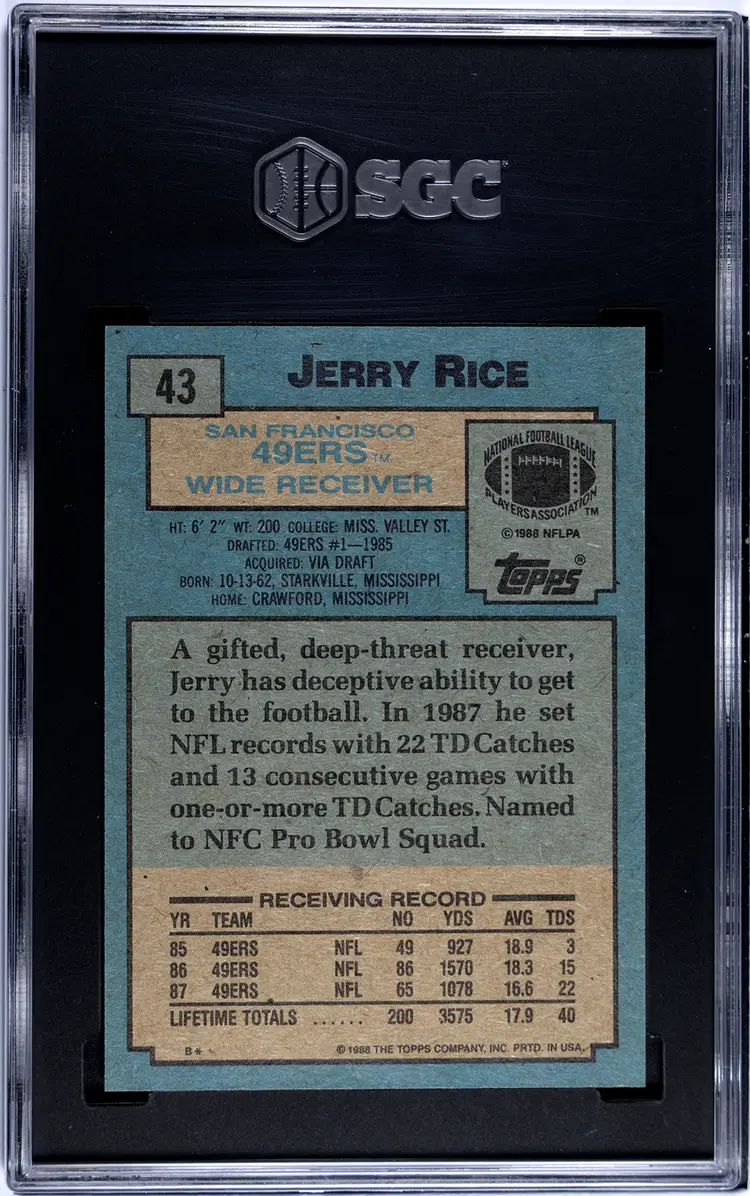 SGC
43
JERRY RICE
SAN FRANCISCO
49ERS TM
WIDE RECEIVER
NATIONAL FOOTBALL LEAGUE
PLAYERS ASSOCIATION TM
© 1988 NFLPA
topps®
HT: 6' 2" WT: 200 COLLEGE: MISS. VALLEY ST.
DRAFTED: 49ERS #1—1985
ACQUIRED: VIA DRAFT
BORN: 10-13-62, STARKVILLE, MISSISSIPPI
HOME: CRAWFORD, MISSISSIPPI
A gifted, deep-threat receiver,
Jerry has deceptive ability to get
to the football. In 1987 he set
NFL records with 22 TD Catches
and 13 consecutive games with
one-or-more TD Catches. Named
to NFC Pro Bowl Squad.
RECEIVING RECORD
YR TEAM NO YDS AVG TDS
85 49ERS NFL 49 927 18.9 3
86 49ERS NFL 86 1570 18.3 15
87 49ERS NFL 65 1078 16.6 22
LIFETIME TOTALS ...... 200 3575 17.9 40
B* © 1988 THE TOPPS COMPANY, INC. PRTD. IN USA.